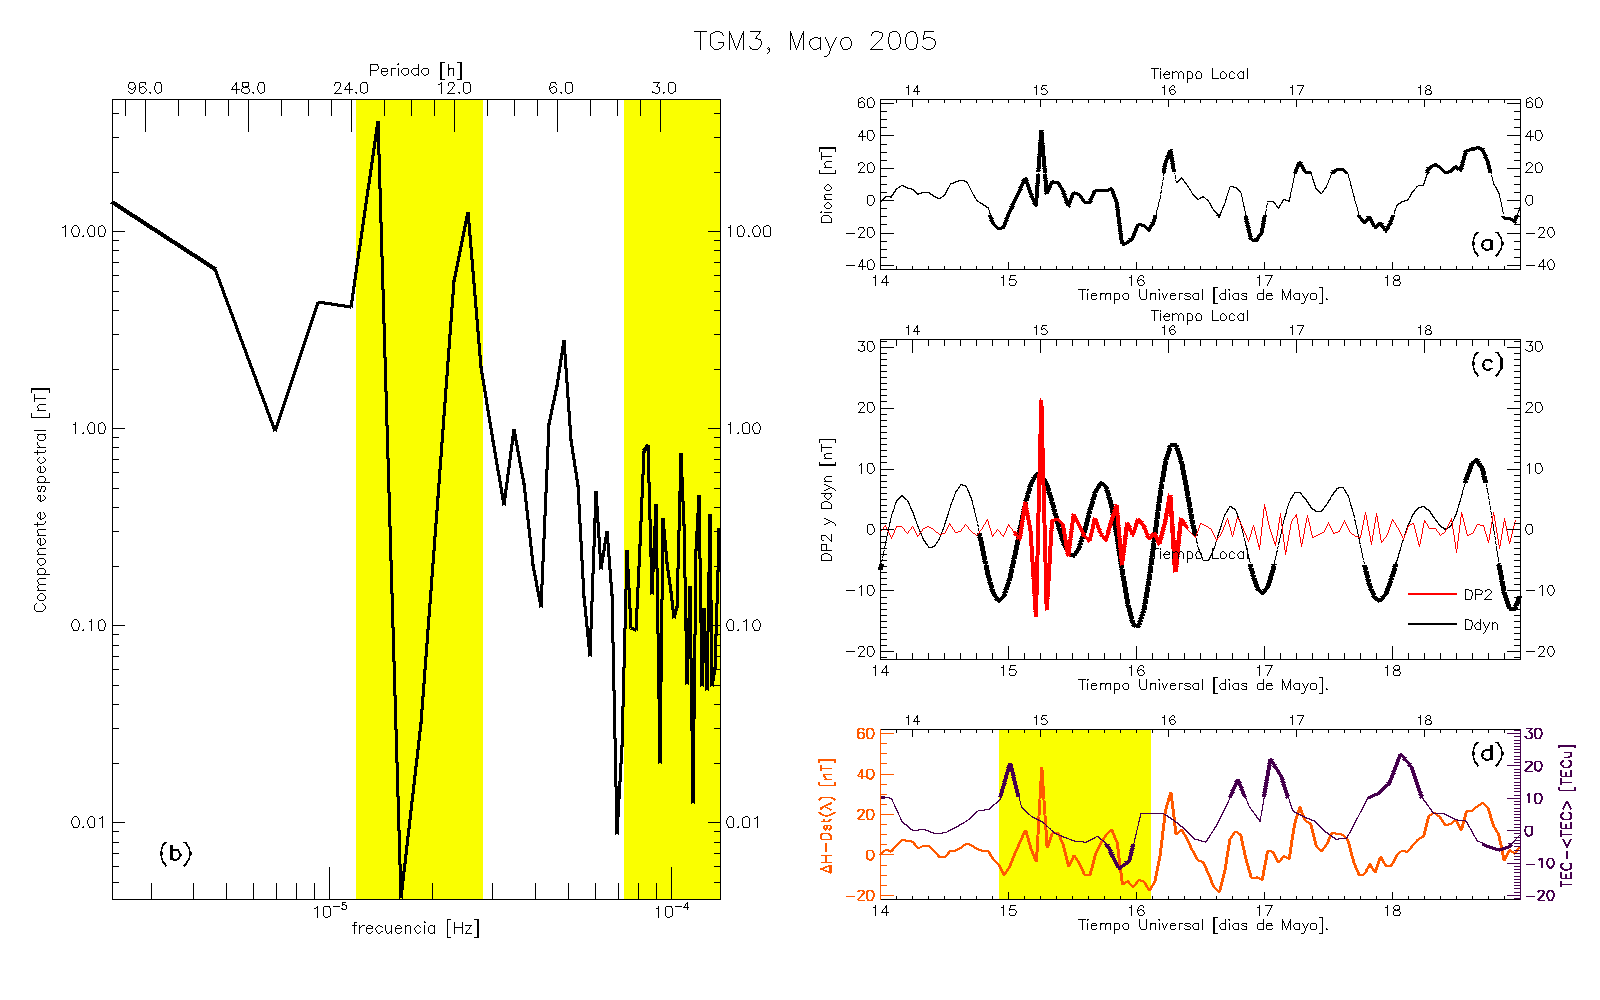 TGM3, Mayo 2005
Periodo [h]
96.0 48.0 24.0 12.0 6.0 3.0
10.00 10.00
1.00 1.00
0.10 0.10
0.01 0.01
Componente espectral [nT]
(b)
10⁻⁵ 10⁻⁴
frecuencia [Hz]
Tiempo Local
14 15 16 17 18
60 60
40 40
20 20
0 0
−20 −20
−40 −40
Diono [nT]
(a)
14 15 16 17 18
Tiempo Universal [dias de Mayo].
Tiempo Local
14 15 16 17 18
30 30
20 20
10 10
0 0
−10 −10
−20 −20
DP2 y Ddyn [nT]
(c)
Tiempo Local
DP2
Ddyn
14 15 16 17 18
Tiempo Universal [dias de Mayo].
14 15 16 17 18
60 30
40 20
20 10
0 0
−20 −10
−20
ΔH−Dst(λ) [nT]
TEC−<TEC> [TECu]
(d)
14 15 16 17 18
Tiempo Universal [dias de Mayo].